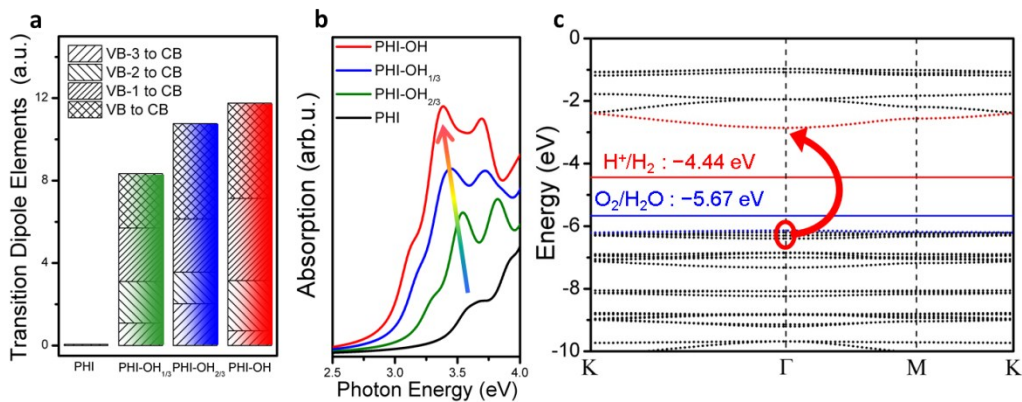 a
Transition Dipole Elements (a.u.)
12
8
4
0
VB-3 to CB
VB-2 to CB
VB-1 to CB
VB to CB
PHI
PHI-OH1/3
PHI-OH2/3
PHI-OH
b
Absorption (arb.u.)
PHI-OH
PHI-OH1/3
PHI-OH2/3
PHI
2.5 3.0 3.5 4.0
Photon Energy (eV)
c
Energy (eV)
0
-2
-4
-6
-8
-10
H⁺/H₂ : −4.44 eV
O₂/H₂O : −5.67 eV
K Γ M K